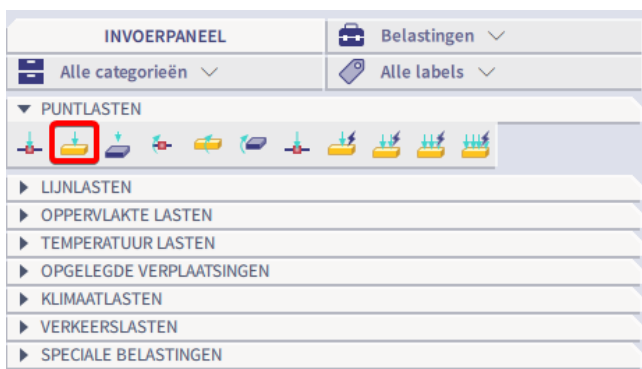 INVOERPANEEL
Belastingen
Alle categorieën
Alle labels
PUNTLASTEN
LIJNLASTEN
OPPERVLAKTE LASTEN
TEMPERATUUR LASTEN
OPGELEGDE VERPLAATSINGEN
KLIMAATLASTEN
VERKEERSLASTEN
SPECIALE BELASTINGEN